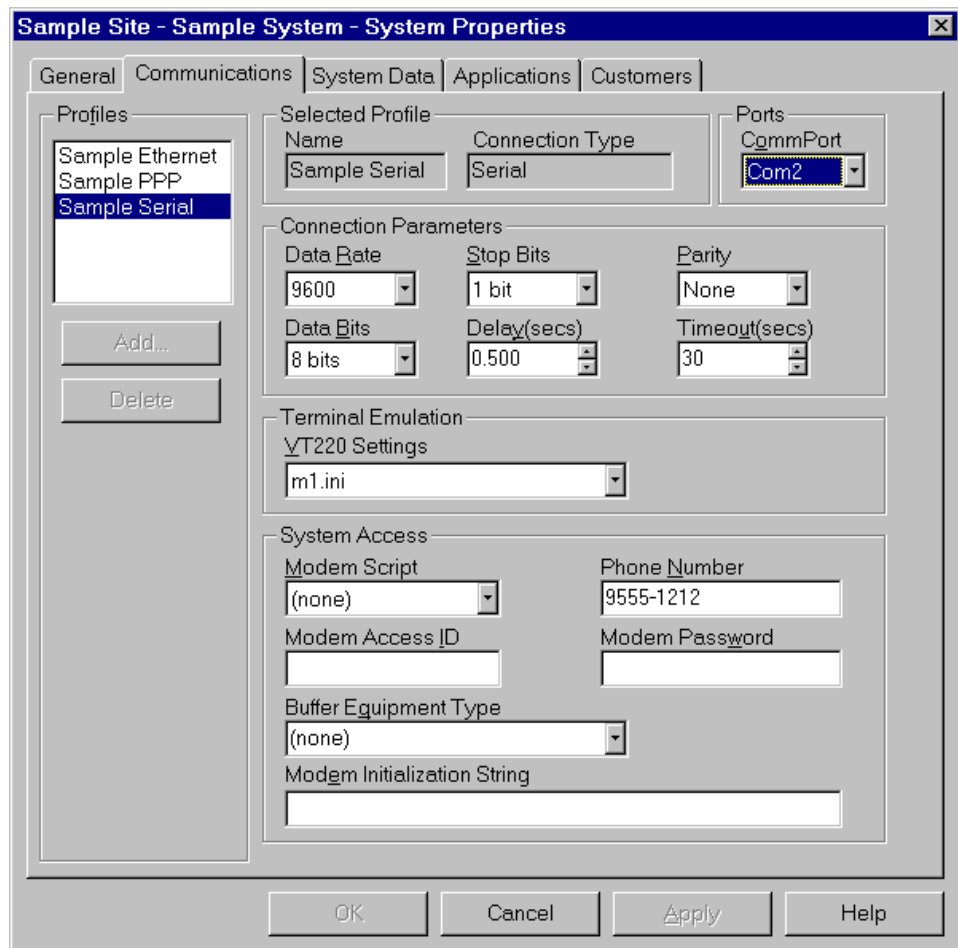 Sample Site - Sample System - System Properties
General Communications System Data Applications Customers
Profiles
Sample Ethernet
Sample PPP
Sample Serial
Add...
Delete
Selected Profile
Name Connection Type
Sample Serial Serial
Ports
CommPort
Com2
Connection Parameters
Data Rate Stop Bits Parity
9600 1 bit None
Data Bits Delay(secs) Timeout(secs)
8 bits 0.500 30
Terminal Emulation
VT220 Settings
m1.ini
System Access
Modem Script Phone Number
(none) 9555-1212
Modem Access ID Modem Password
Buffer Equipment Type
(none)
Modem Initialization String
OK Cancel Apply Help